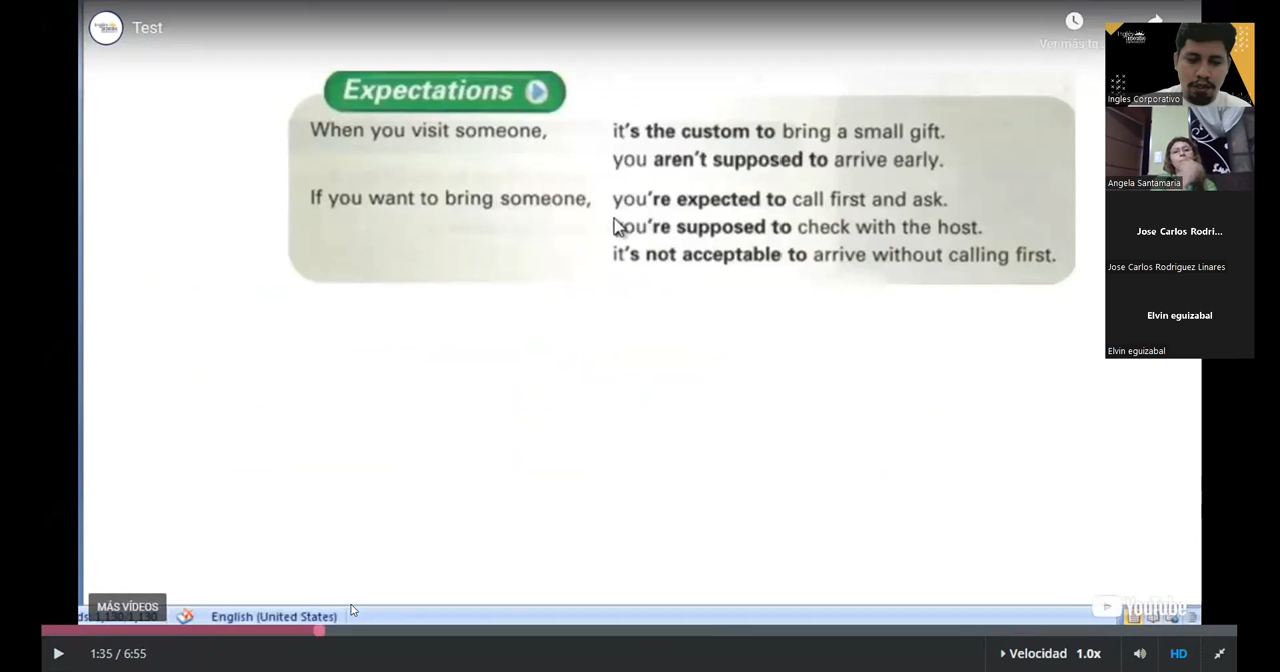 Test
Ver más ta...
Expectations
When you visit someone,
it's the custom to bring a small gift.
you aren't supposed to arrive early.
If you want to bring someone,
you're expected to call first and ask.
you're supposed to check with the host.
it's not acceptable to arrive without calling first.
Ingles Corporativo
Angela Santamaria
Jose Carlos Rodri...
Jose Carlos Rodriguez Linares
Elvin eguizabal
Elvin eguizabal
MÁS VÍDEOS
English (United States)
YouTube
1:35 / 6:55
Velocidad 1.0x
HD